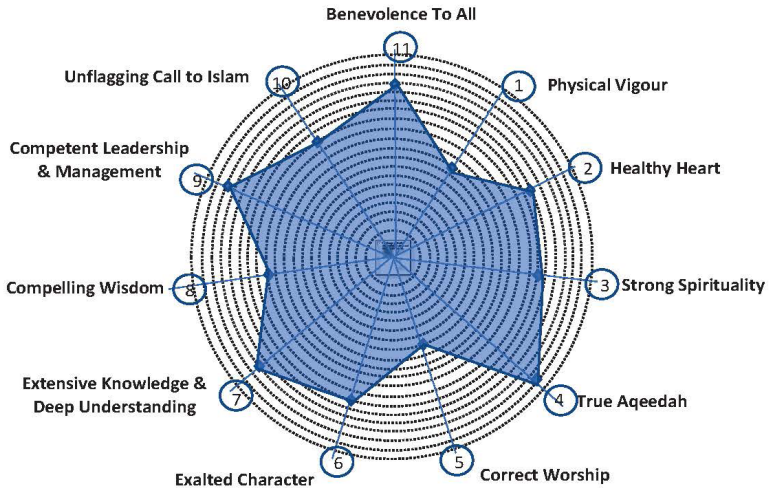 Benevolence To All
11
Unflagging Call to Islam
10
1
Physical Vigour
Competent Leadership
& Management
9
2
Healthy Heart
Compelling Wisdom
8
3
Strong Spirituality
Extensive Knowledge &
Deep Understanding
7
4
True Aqeedah
Exalted Character
6
5
Correct Worship